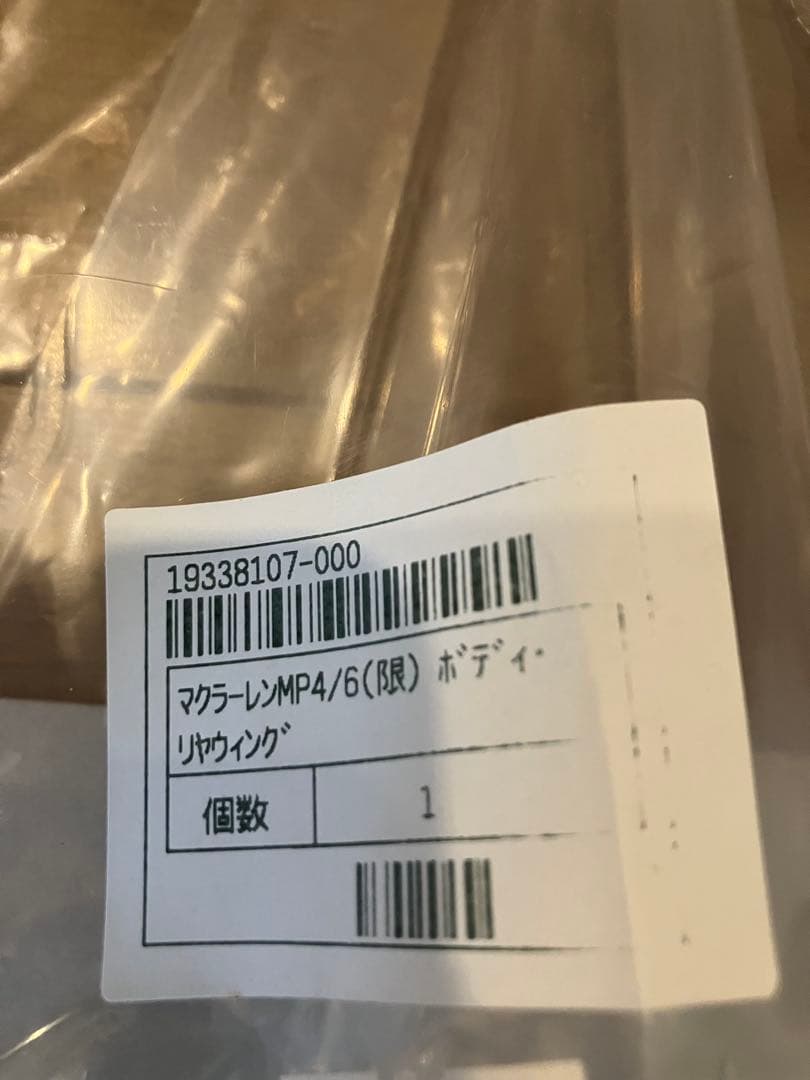 19338107-000
ﾏｸﾗｰﾚﾝMP4/6(限) ﾎﾞﾃﾞｨ･
ﾘﾔｳｨﾝｸﾞ
個数 1